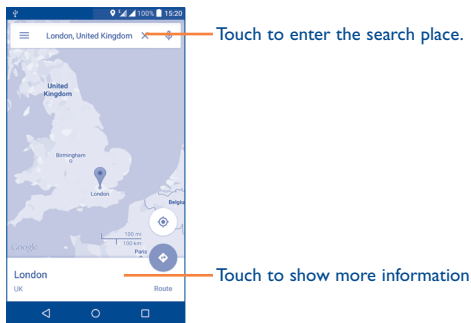 100% 15:20
London, United Kingdom
Touch to enter the search place.
United
Kingdom
Birmingham
London
Belgiu
100 mi
100 km
Paris
Google
London
Touch to show more information
UK
Route